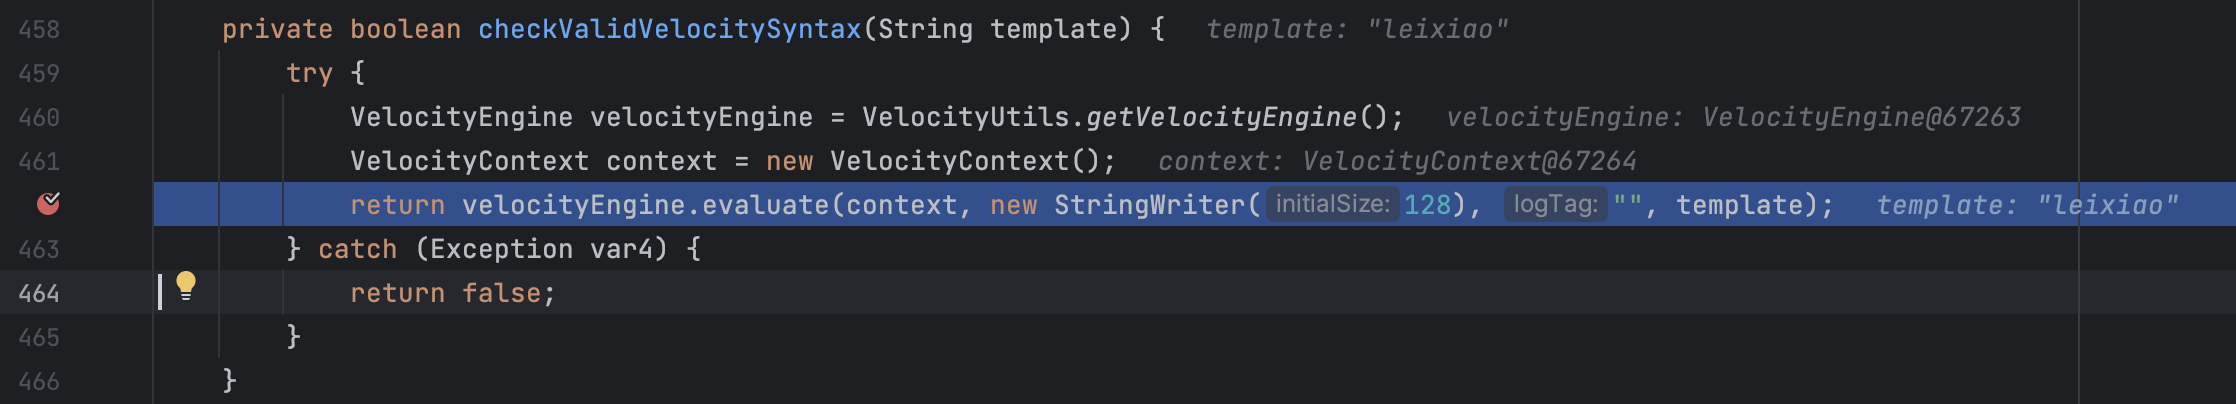 458 private boolean checkValidVelocitySyntax(String template) { template: "leixiao"
459 try {
460 VelocityEngine velocityEngine = VelocityUtils.getVelocityEngine(); velocityEngine: VelocityEngine@67263
461 VelocityContext context = new VelocityContext(); context: VelocityContext@67264
return velocityEngine.evaluate(context, new StringWriter( initialSize: 128), logTag: "", template); template: "leixiao"
463 } catch (Exception var4) {
464 return false;
465 }
466 }